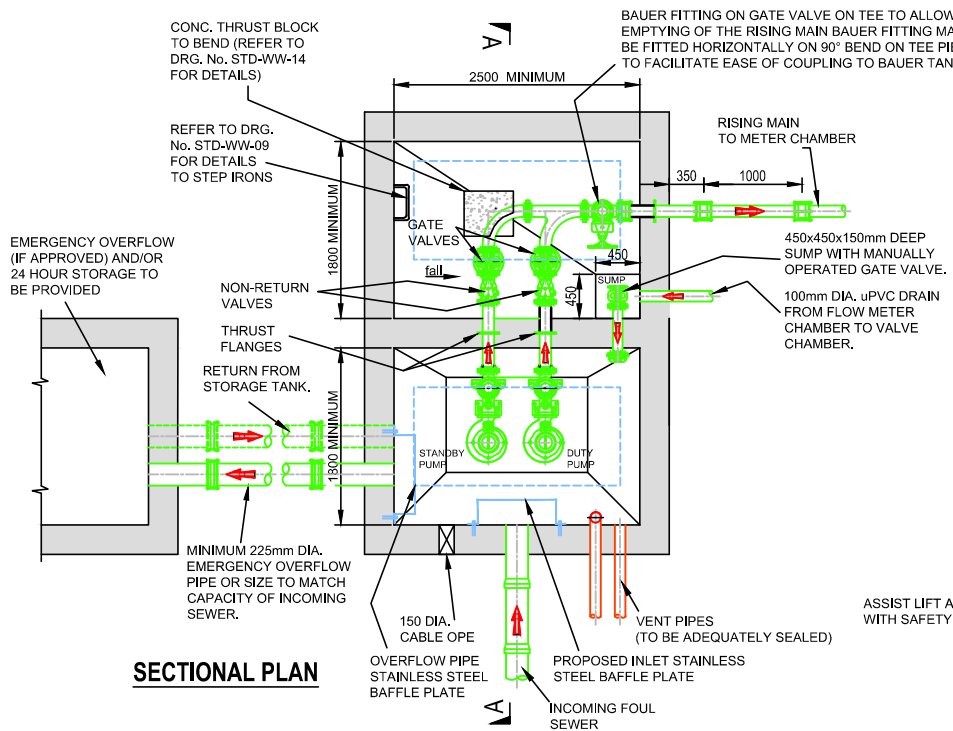 CONC. THRUST BLOCK
TO BEND (REFER TO
DRG. No. STD-WW-14
FOR DETAILS)
A
BAUER FITTING ON GATE VALVE ON TEE TO ALLOW
EMPTYING OF THE RISING MAIN BAUER FITTING MA
BE FITTED HORIZONTALLY ON 90° BEND ON TEE PIE
TO FACILITATE EASE OF COUPLING TO BAUER TAN
2500 MINIMUM
REFER TO DRG.
No. STD-WW-09
FOR DETAILS
TO STEP IRONS
RISING MAIN
TO METER CHAMBER
350
1000
1800 MINIMUM
GATE
VALVES
450
fall
SUMP
450
450x450x150mm DEEP
SUMP WITH MANUALLY
OPERATED GATE VALVE.
EMERGENCY OVERFLOW
(IF APPROVED) AND/OR
24 HOUR STORAGE TO
BE PROVIDED
NON-RETURN
VALVES
100mm DIA. uPVC DRAIN
FROM FLOW METER
CHAMBER TO VALVE
CHAMBER.
THRUST
FLANGES
RETURN FROM
STORAGE TANK.
1800 MINIMUM
STANDBY
PUMP
DUTY
PUMP
MINIMUM 225mm DIA.
EMERGENCY OVERFLOW
PIPE OR SIZE TO MATCH
CAPACITY OF INCOMING
SEWER.
150 DIA.
CABLE OPE
VENT PIPES
(TO BE ADEQUATELY SEALED)
ASSIST LIFT A
WITH SAFETY
OVERFLOW PIPE
STAINLESS STEEL
BAFFLE PLATE
PROPOSED INLET STAINLESS
STEEL BAFFLE PLATE
SECTIONAL PLAN
A
INCOMING FOUL
SEWER